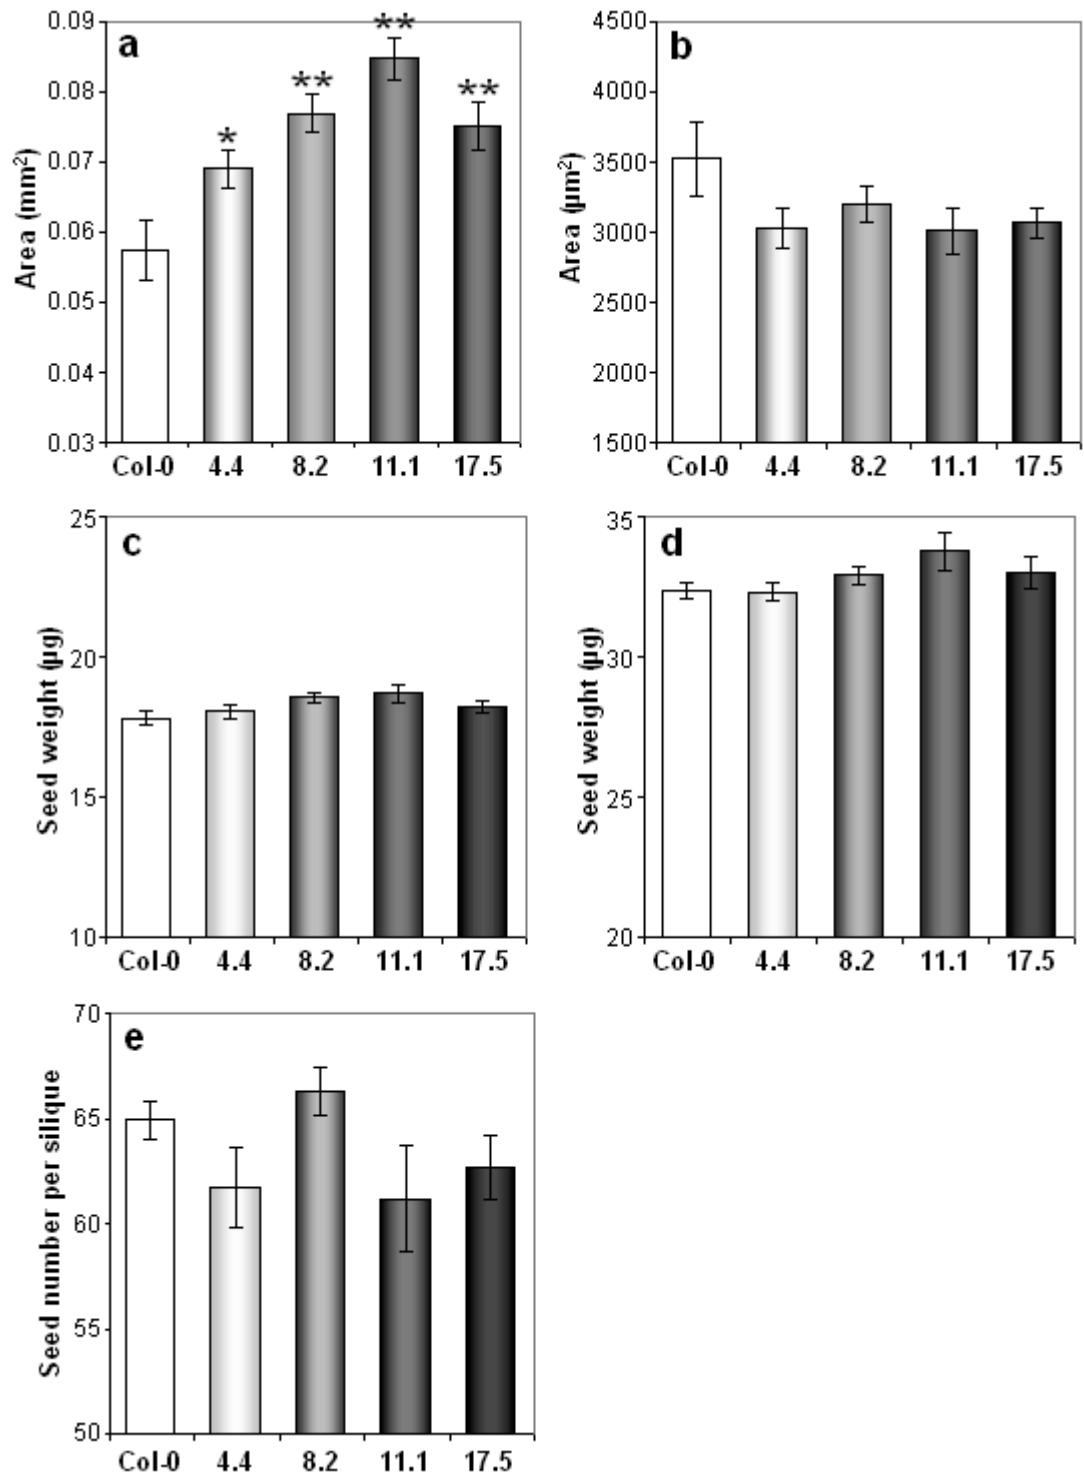 a
Area (mm²)
0.09
0.08
0.07
0.06
0.05
0.04
0.03
*
**
**
**
Col-0 4.4 8.2 11.1 17.5
b
Area (µm²)
4500
4000
3500
3000
2500
2000
1500
Col-0 4.4 8.2 11.1 17.5
c
Seed weight (µg)
25
20
15
10
Col-0 4.4 8.2 11.1 17.5
d
Seed weight (µg)
35
30
25
20
Col-0 4.4 8.2 11.1 17.5
e
Seed number per silique
70
65
60
55
50
Col-0 4.4 8.2 11.1 17.5